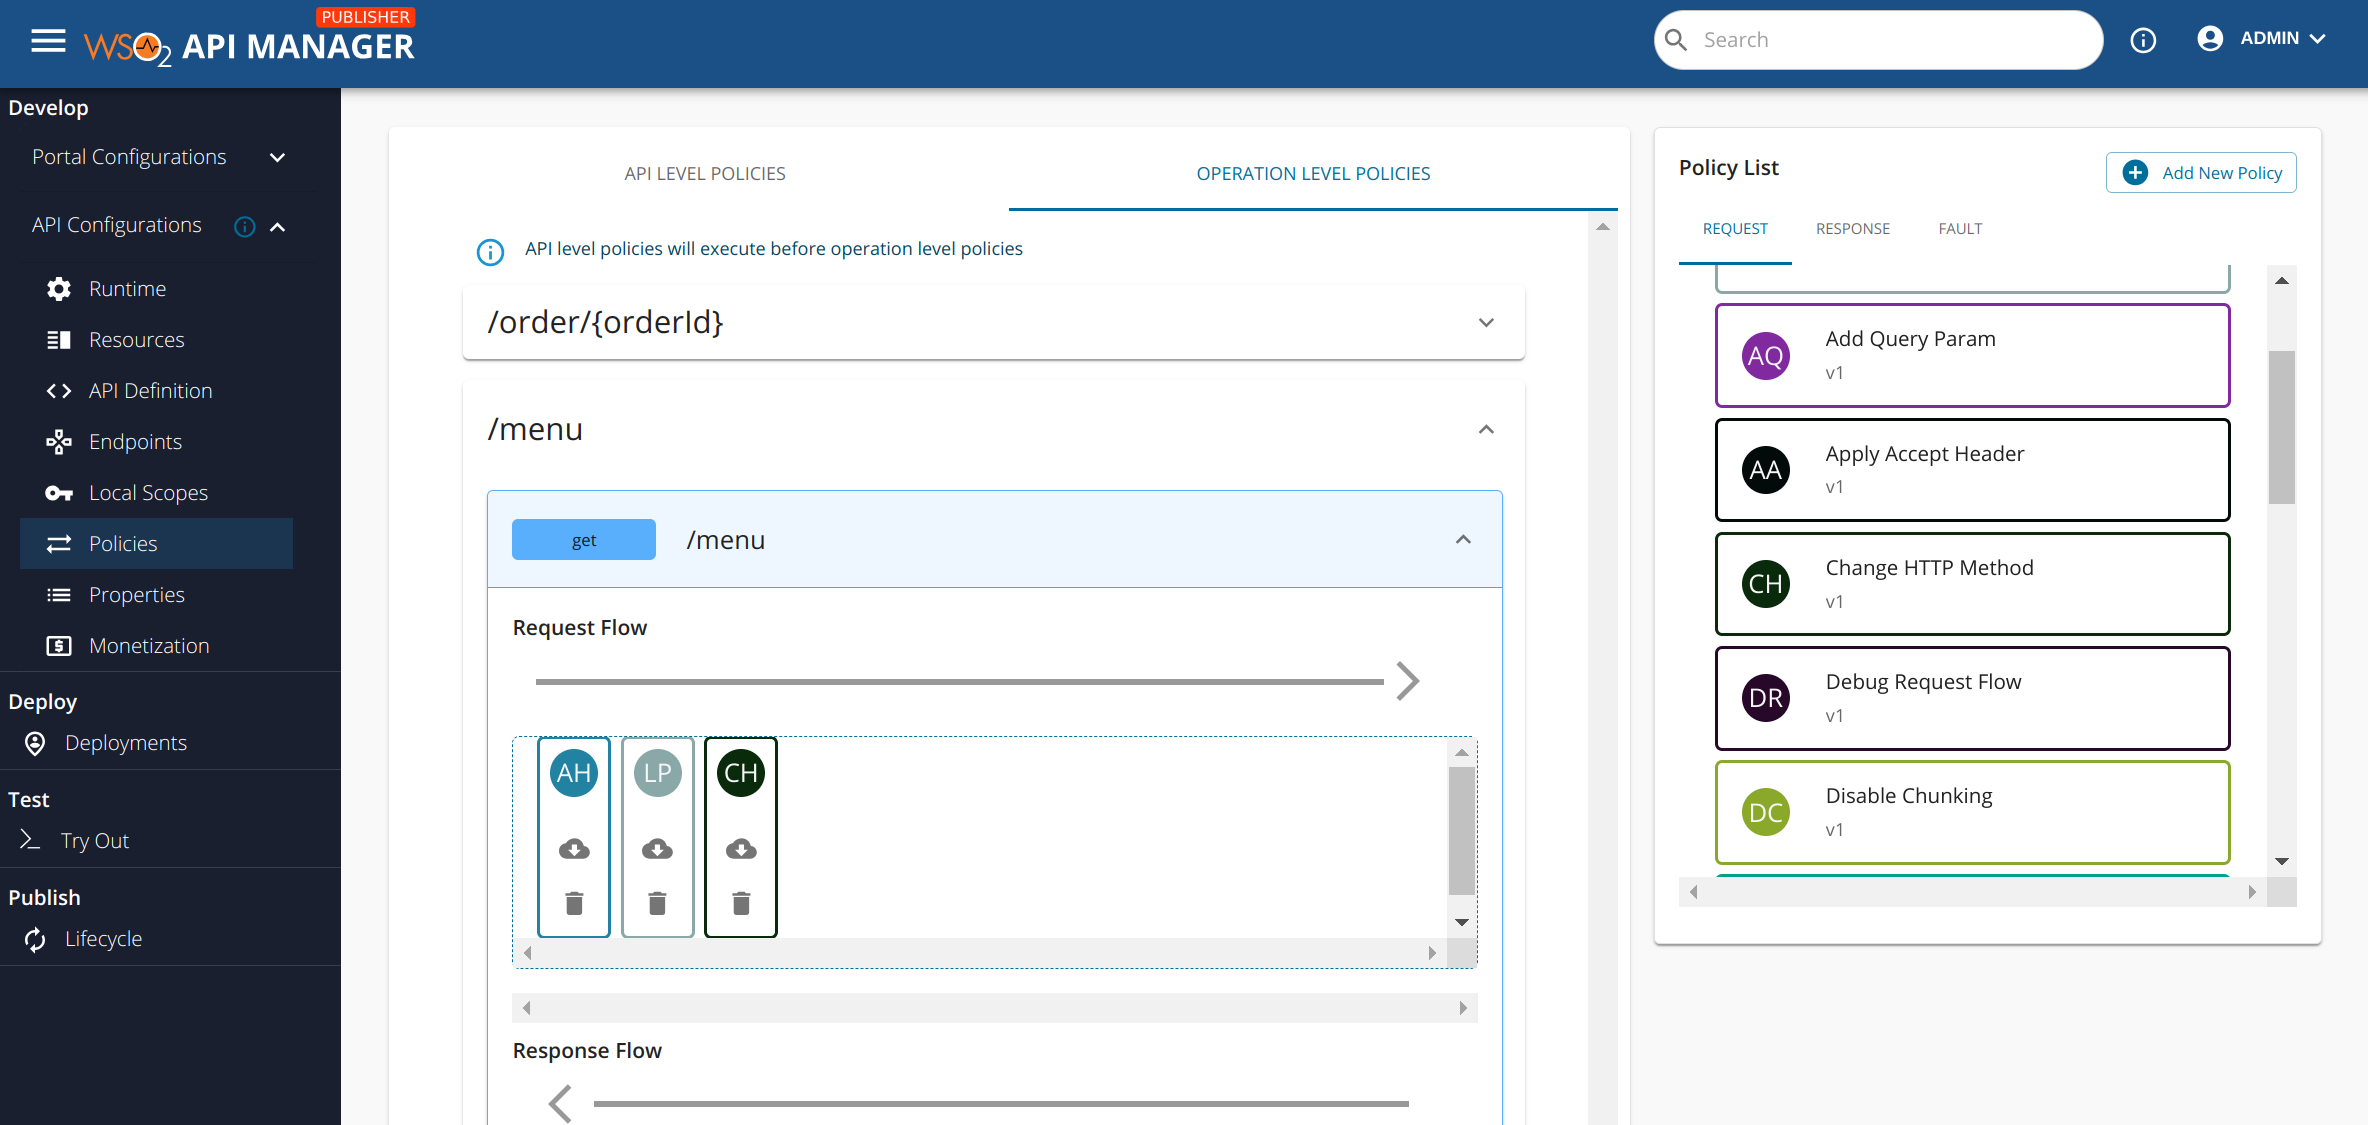 PUBLISHER
WSO2 API MANAGER
Search
ADMIN
Develop
Portal Configurations
API Configurations
Runtime
Resources
API Definition
Endpoints
Local Scopes
Policies
Properties
Monetization
Deploy
Deployments
Test
Try Out
Publish
Lifecycle
API LEVEL POLICIES
OPERATION LEVEL POLICIES
API level policies will execute before operation level policies
/order/{orderId}
/menu
get
/menu
Request Flow
AH
LP
CH
Response Flow
Policy List
Add New Policy
REQUEST
RESPONSE
FAULT
AQ
Add Query Param
v1
AA
Apply Accept Header
v1
CH
Change HTTP Method
v1
DR
Debug Request Flow
v1
DC
Disable Chunking
v1